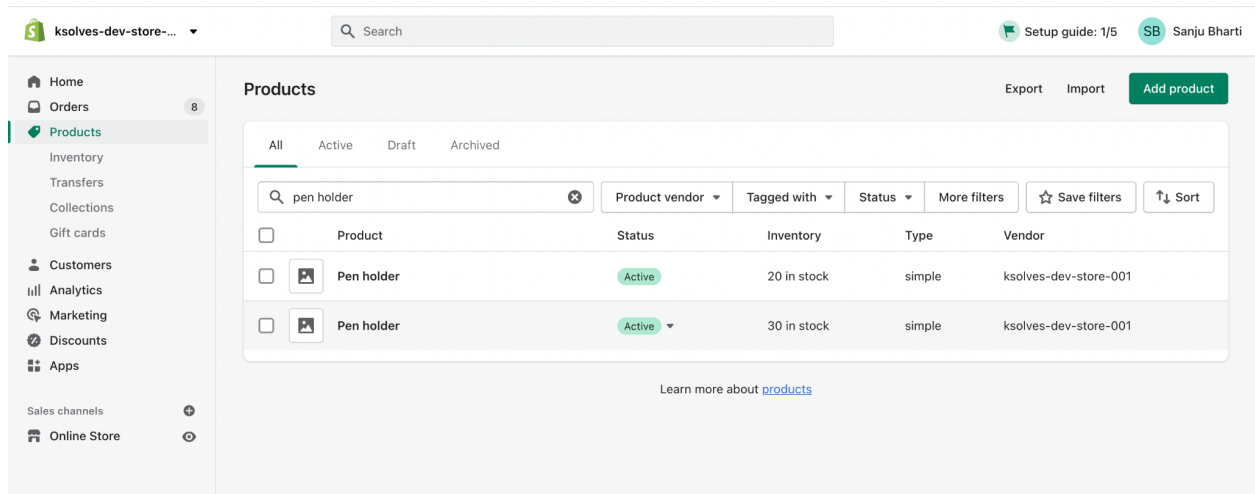 ksolves-dev-store-...
Search
Setup guide: 1/5
SB
Sanju Bharti
Home
Orders 8
Products
Inventory
Transfers
Collections
Gift cards
Customers
Analytics
Marketing
Discounts
Apps
Sales channels
Online Store
Products
Export Import Add product
All Active Draft Archived
pen holder Product vendor Tagged with Status More filters Save filters Sort
Product Status Inventory Type Vendor
Pen holder Active 20 in stock simple ksolves-dev-store-001
Pen holder Active 30 in stock simple ksolves-dev-store-001
Learn more about products